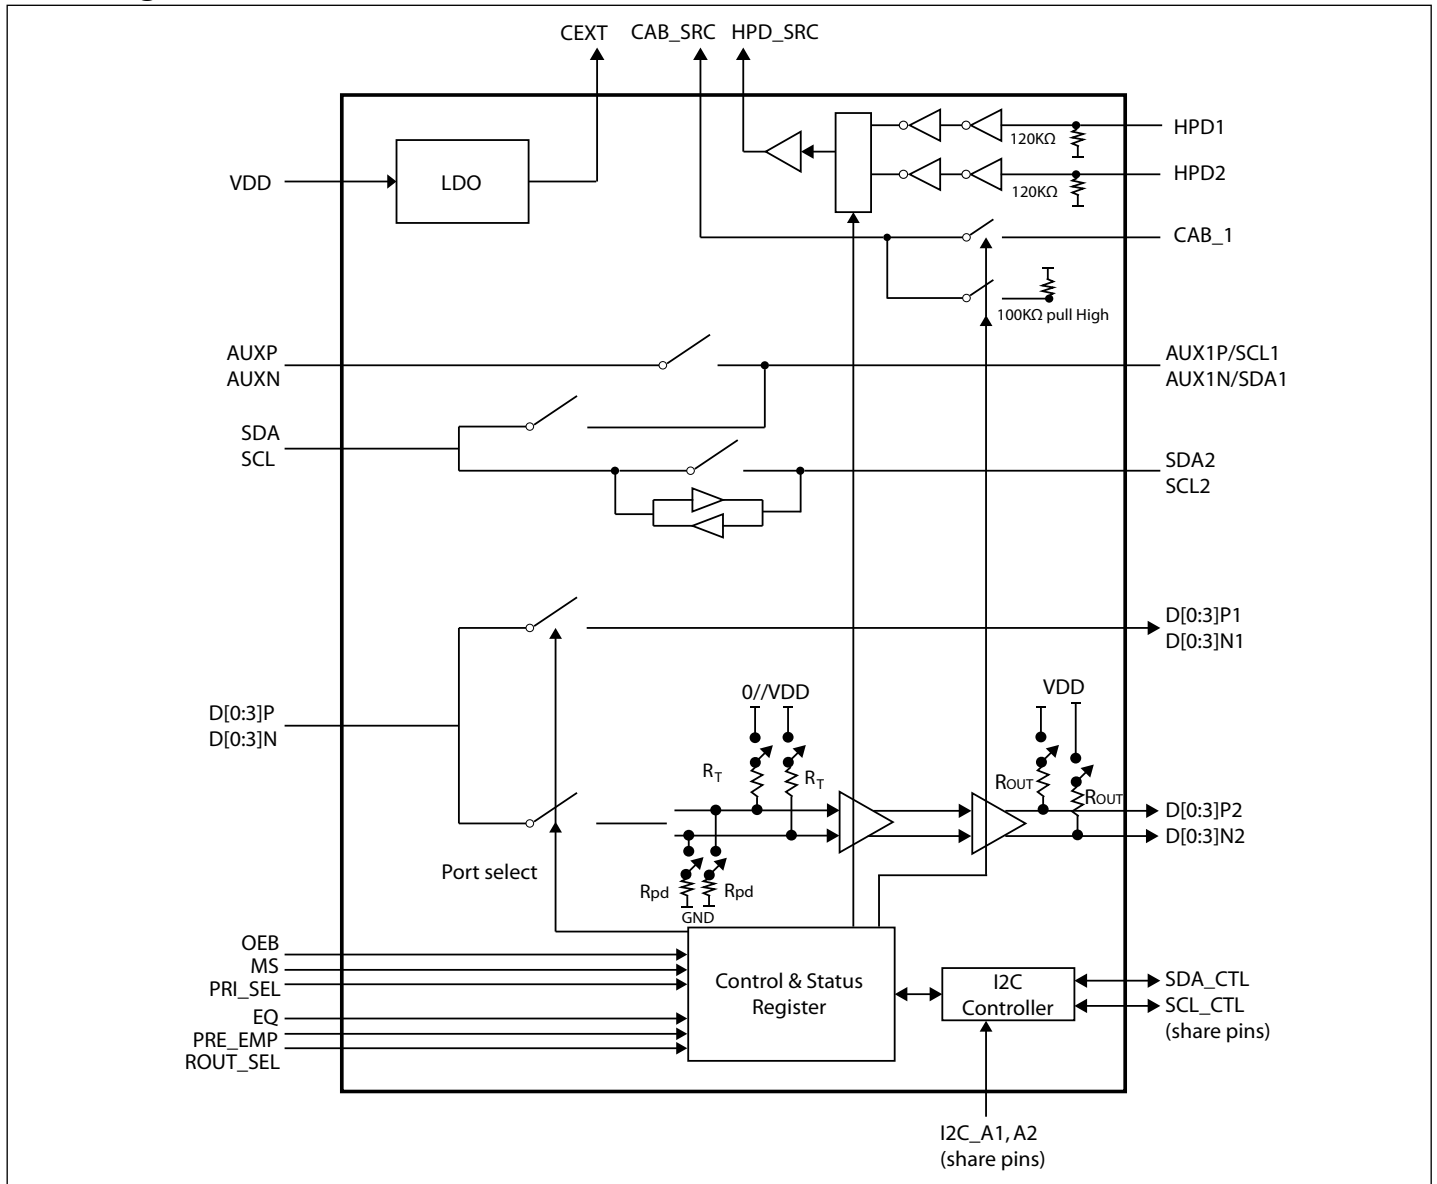 CEXT
CAB_SRC
HPD_SRC
HPD1
120KΩ
HPD2
120KΩ
VDD
LDO
CAB_1
100KΩ pull High
AUXP
AUXN
AUX1P/SCL1
AUX1N/SDA1
SDA
SCL
SDA2
SCL2
D[0:3]P1
D[0:3]N1
D[0:3]P
D[0:3]N
0//VDD
VDD
RT
RT
ROUT
ROUT
D[0:3]P2
D[0:3]N2
Port select
Rpd
Rpd
GND
OEB
MS
PRI_SEL
EQ
PRE_EMP
ROUT_SEL
Control & Status
Register
I2C
Controller
SDA_CTL
SCL_CTL
(share pins)
I2C_A1, A2
(share pins)